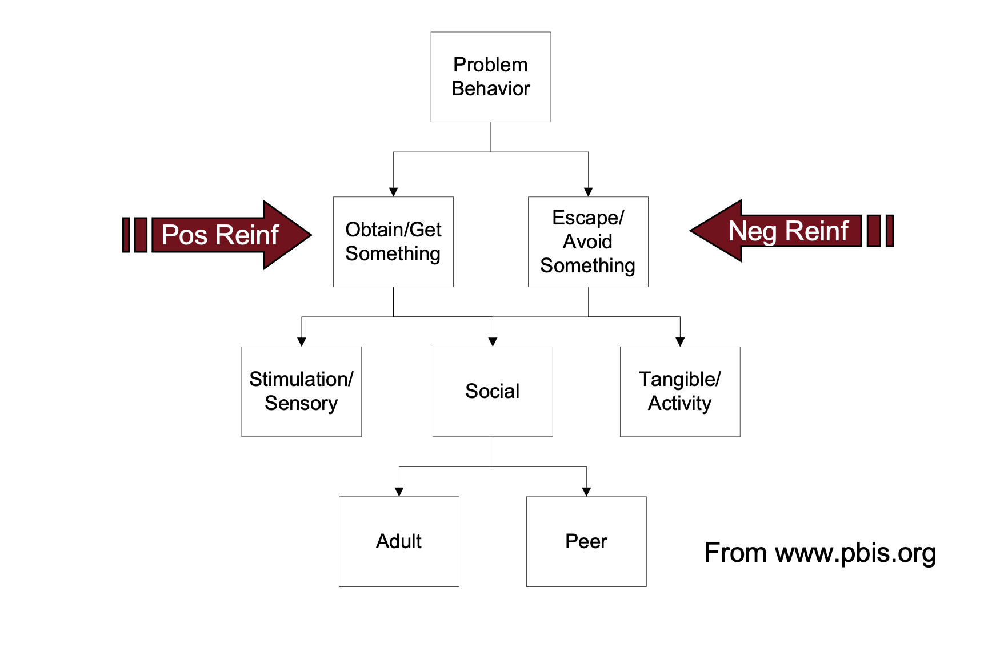 Problem
Behavior
Pos Reinf
Obtain/Get
Something
Escape/
Avoid
Something
Neg Reinf
Stimulation/
Sensory
Social
Tangible/
Activity
Adult
Peer
From www.pbis.org